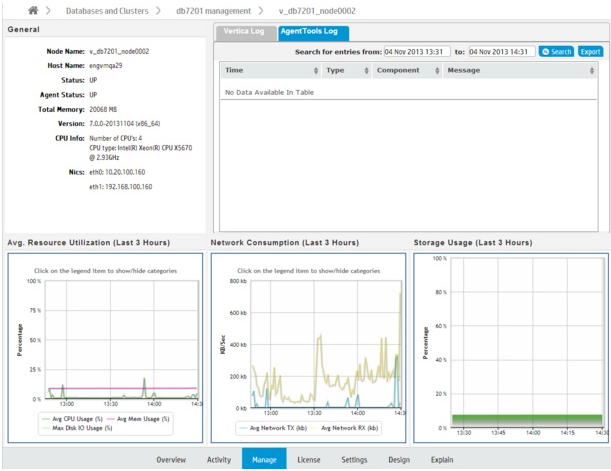 Databases and Clusters > db7201 management > v_db7201_node0002
General
Node Name: v_db7201_node0002
Host Name: engvmqa29
Status: UP
Agent Status: UP
Total Memory: 20068 MB
Version: 7.0.0-20131104 (x86_64)
CPU Info: Number of CPU's: 4
CPU type: Intel(R) Xeon(R) CPU X5670
@ 2.93GHz
Nics: eth0: 10.20.100.160
eth1: 192.168.100.160
Vertica Log AgentTools Log
Search for entries from: 04 Nov 2013 13:31 to: 04 Nov 2013 14:31 Search Export
Time Type Component Message
No Data Available In Table
Avg. Resource Utilization (Last 3 Hours)
Click on the legend item to show/hide categories
100 %
75 %
50 %
25 %
0 %
Percentage
13:00 13:30 14:00 14:3
Avg CPU Usage (%) Avg Mem Usage (%)
Max Disk IO Usage (%)
Network Consumption (Last 3 Hours)
Click on the legend item to show/hide categories
800 kb
600 kb
400 kb
200 kb
0 kb
KB/Sec
13:00 13:30 14:00 14:3
Avg Network TX (kb) Avg Network RX (kb)
Storage Usage (Last 3 Hours)
100 %
80 %
60 %
40 %
20 %
0 %
Percentage
13:30 13:45 14:00 14:15 14:30
Overview Activity Manage License Settings Design Explain